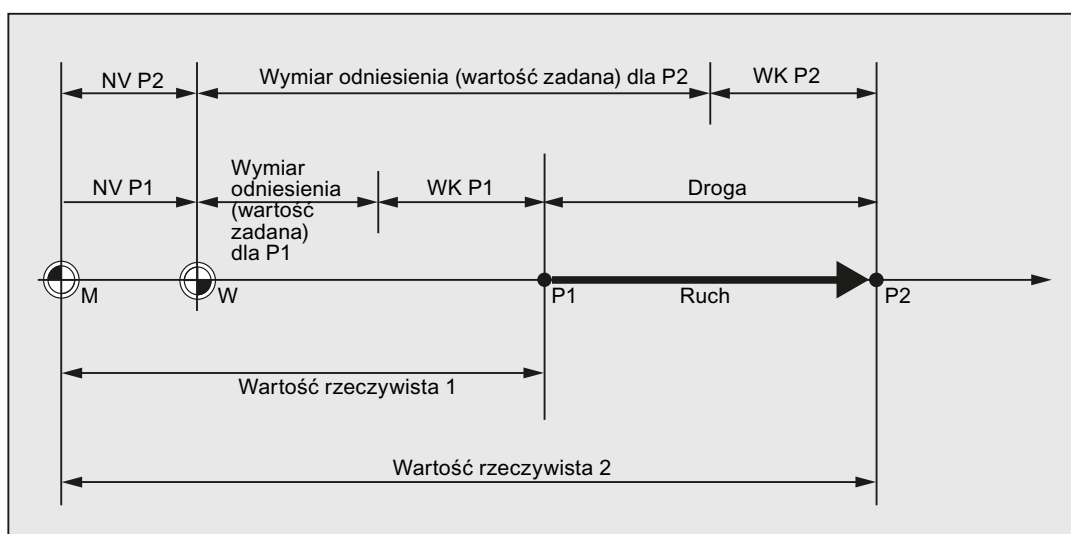 NV P2
Wymiar odniesienia (wartość zadana) dla P2
WK P2
NV P1
Wymiar
odniesienia
(wartość
zadana)
dla P1
WK P1
Droga
M
W
P1
Ruch
P2
Wartość rzeczywista 1
Wartość rzeczywista 2